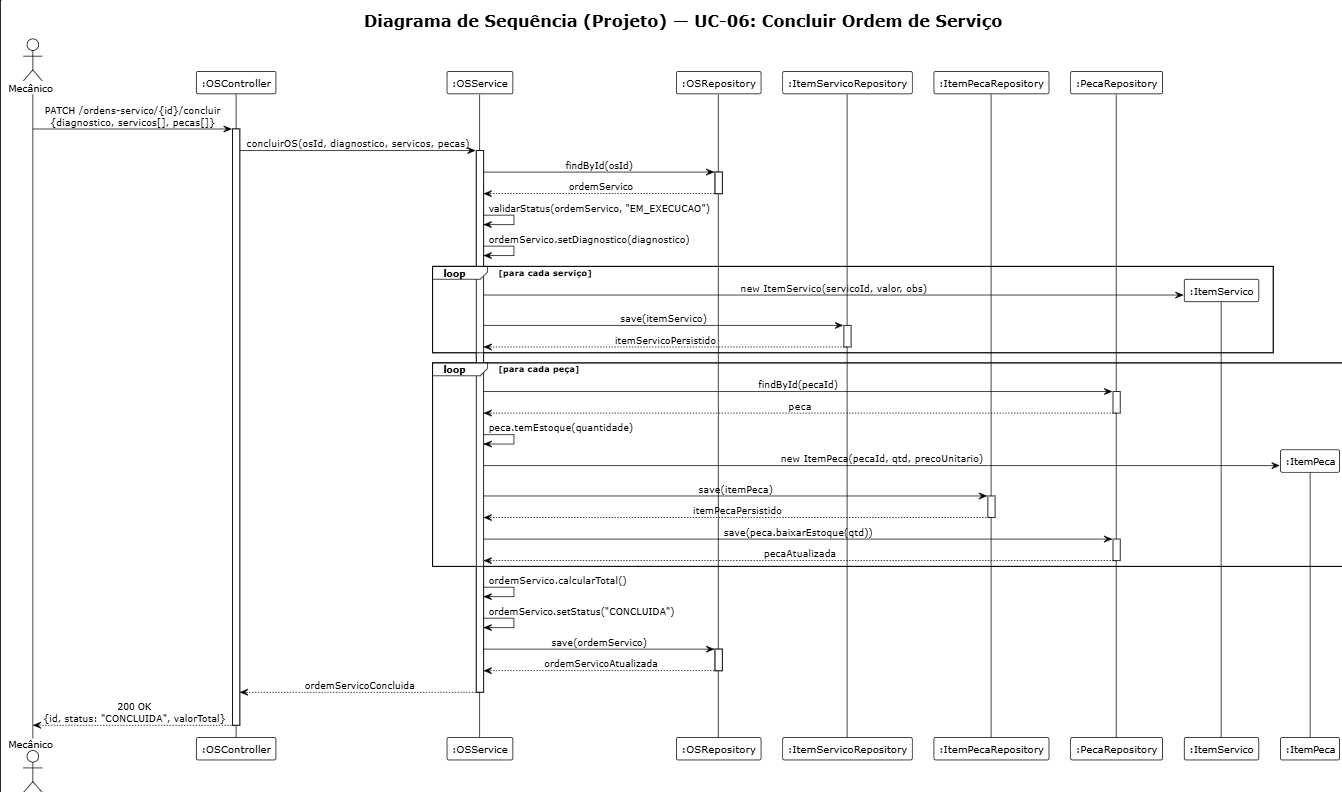 Diagrama de Sequência (Projeto) — UC-06: Concluir Ordem de Serviço
Mecânico
:OSController
:OSService
:OSRepository
:ItemServicoRepository
:ItemPecaRepository
:PecaRepository
PATCH /ordens-servico/{id}/concluir
{diagnostico, servicos[], pecas[]}
concluirOS(osId, diagnostico, servicos, pecas)
findById(osId)
ordemServico
validarStatus(ordemServico, "EM_EXECUCAO")
ordemServico.setDiagnostico(diagnostico)
loop
[para cada serviço]
new ItemServico(servicoId, valor, obs)
:ItemServico
save(itemServico)
itemServicoPersistido
loop
[para cada peça]
findById(pecaId)
peca
peca.temEstoque(quantidade)
new ItemPeca(pecaId, qtd, precoUnitario)
:ItemPeca
save(itemPeca)
itemPecaPersistido
save(peca.baixarEstoque(qtd))
pecaAtualizada
ordemServico.calcularTotal()
ordemServico.setStatus("CONCLUIDA")
save(ordemServico)
ordemServicoAtualizada
ordemServicoConcluida
200 OK
{id, status: "CONCLUIDA", valorTotal}
Mecânico
:OSController
:OSService
:OSRepository
:ItemServicoRepository
:ItemPecaRepository
:PecaRepository
:ItemServico
:ItemPeca